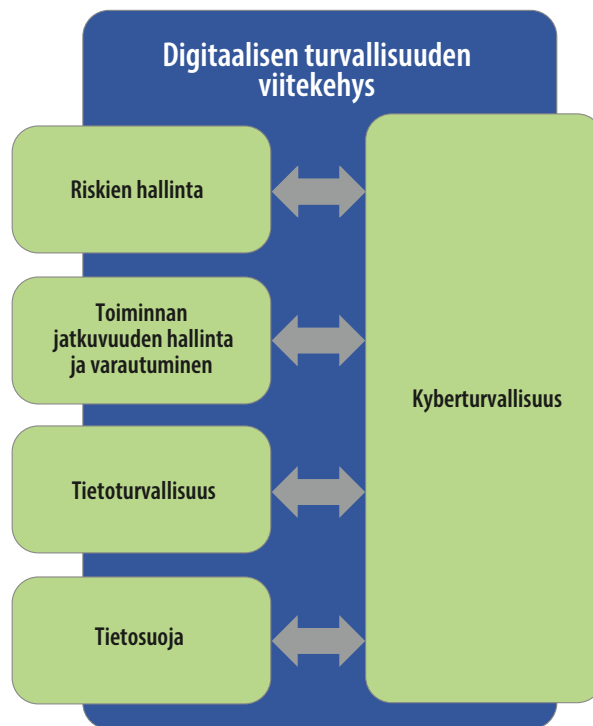 Digitaalisen turvallisuuden
viitekehys
Riskien hallinta
Toiminnan
jatkuvuuden hallinta
ja varautuminen
Tietoturvallisuus
Tietosuoja
Kyberturvallisuus